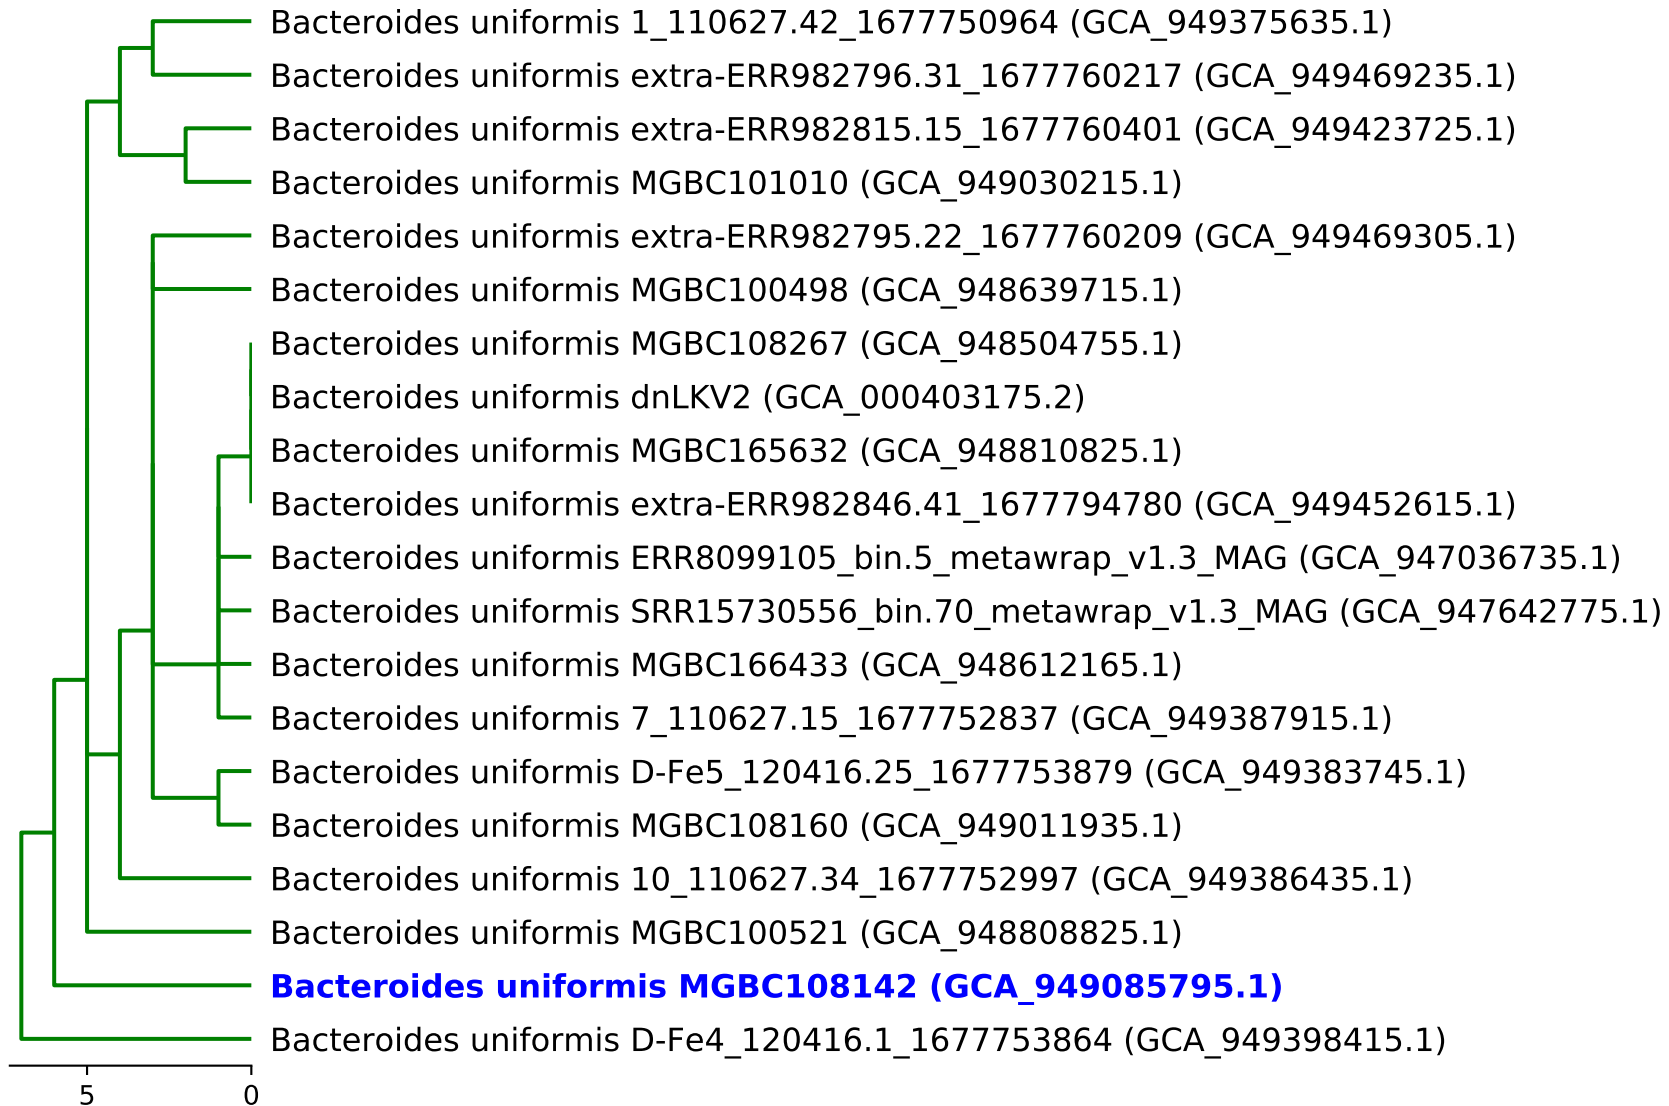 Bacteroides uniformis 1_110627.42_1677750964 (GCA_949375635.1)
Bacteroides uniformis extra-ERR982796.31_1677760217 (GCA_949469235.1)
Bacteroides uniformis extra-ERR982815.15_1677760401 (GCA_949423725.1)
Bacteroides uniformis MGBC101010 (GCA_949030215.1)
Bacteroides uniformis extra-ERR982795.22_1677760209 (GCA_949469305.1)
Bacteroides uniformis MGBC100498 (GCA_948639715.1)
Bacteroides uniformis MGBC108267 (GCA_948504755.1)
Bacteroides uniformis dnLKV2 (GCA_000403175.2)
Bacteroides uniformis MGBC165632 (GCA_948810825.1)
Bacteroides uniformis extra-ERR982846.41_1677794780 (GCA_949452615.1)
Bacteroides uniformis ERR8099105_bin.5_metawrap_v1.3_MAG (GCA_947036735.1)
Bacteroides uniformis SRR15730556_bin.70_metawrap_v1.3_MAG (GCA_947642775.1)
Bacteroides uniformis MGBC166433 (GCA_948612165.1)
Bacteroides uniformis 7_110627.15_1677752837 (GCA_949387915.1)
Bacteroides uniformis D-Fe5_120416.25_1677753879 (GCA_949383745.1)
Bacteroides uniformis MGBC108160 (GCA_949011935.1)
Bacteroides uniformis 10_110627.34_1677752997 (GCA_949386435.1)
Bacteroides uniformis MGBC100521 (GCA_948808825.1)
Bacteroides uniformis MGBC108142 (GCA_949085795.1)
Bacteroides uniformis D-Fe4_120416.1_1677753864 (GCA_949398415.1)
5 0